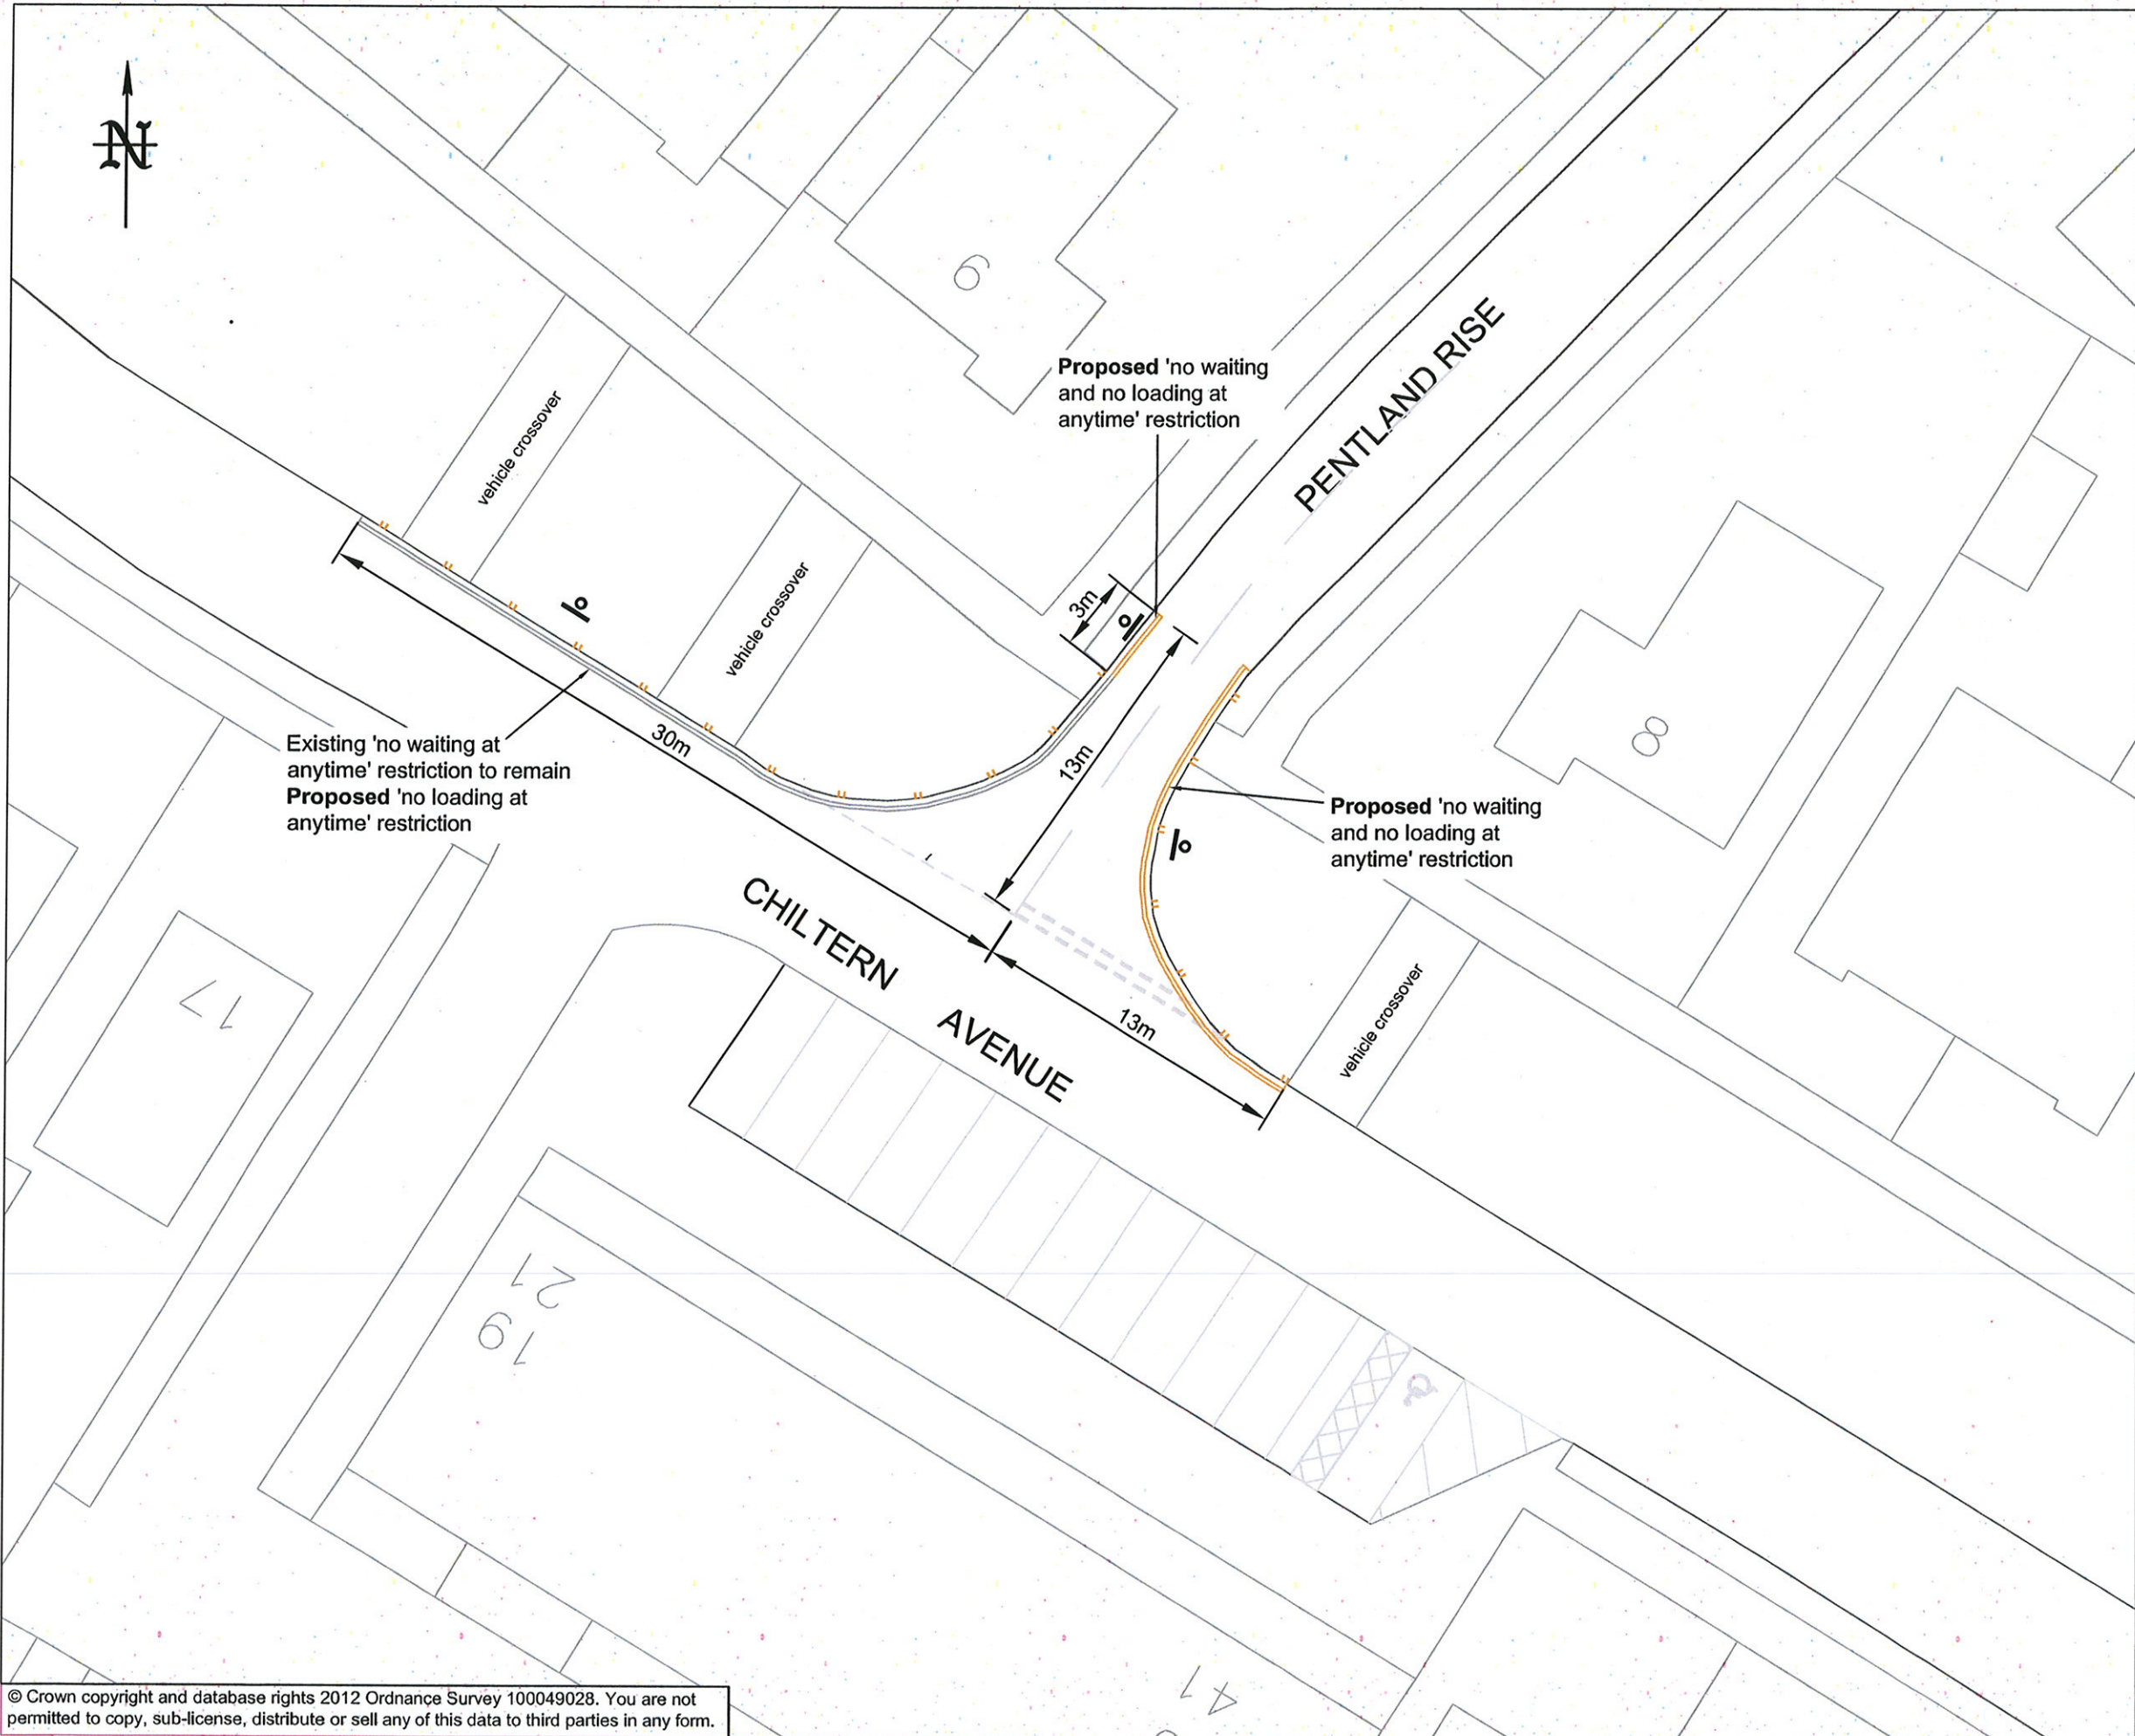 N
6
Proposed 'no waiting
and no loading at
anytime' restriction
PENTLAND RISE
vehicle crossover
vehicle crossover
3m
Existing 'no waiting at
anytime' restriction to remain
Proposed 'no loading at
anytime' restriction
30m
13m
8
Proposed 'no waiting
and no loading at
anytime' restriction
CHILTERN AVENUE
13m
vehicle crossover
17
21
19
41
© Crown copyright and database rights 2012 Ordnance Survey 100049028. You are not
permitted to copy, sub-license, distribute or sell any of this data to third parties in any form.